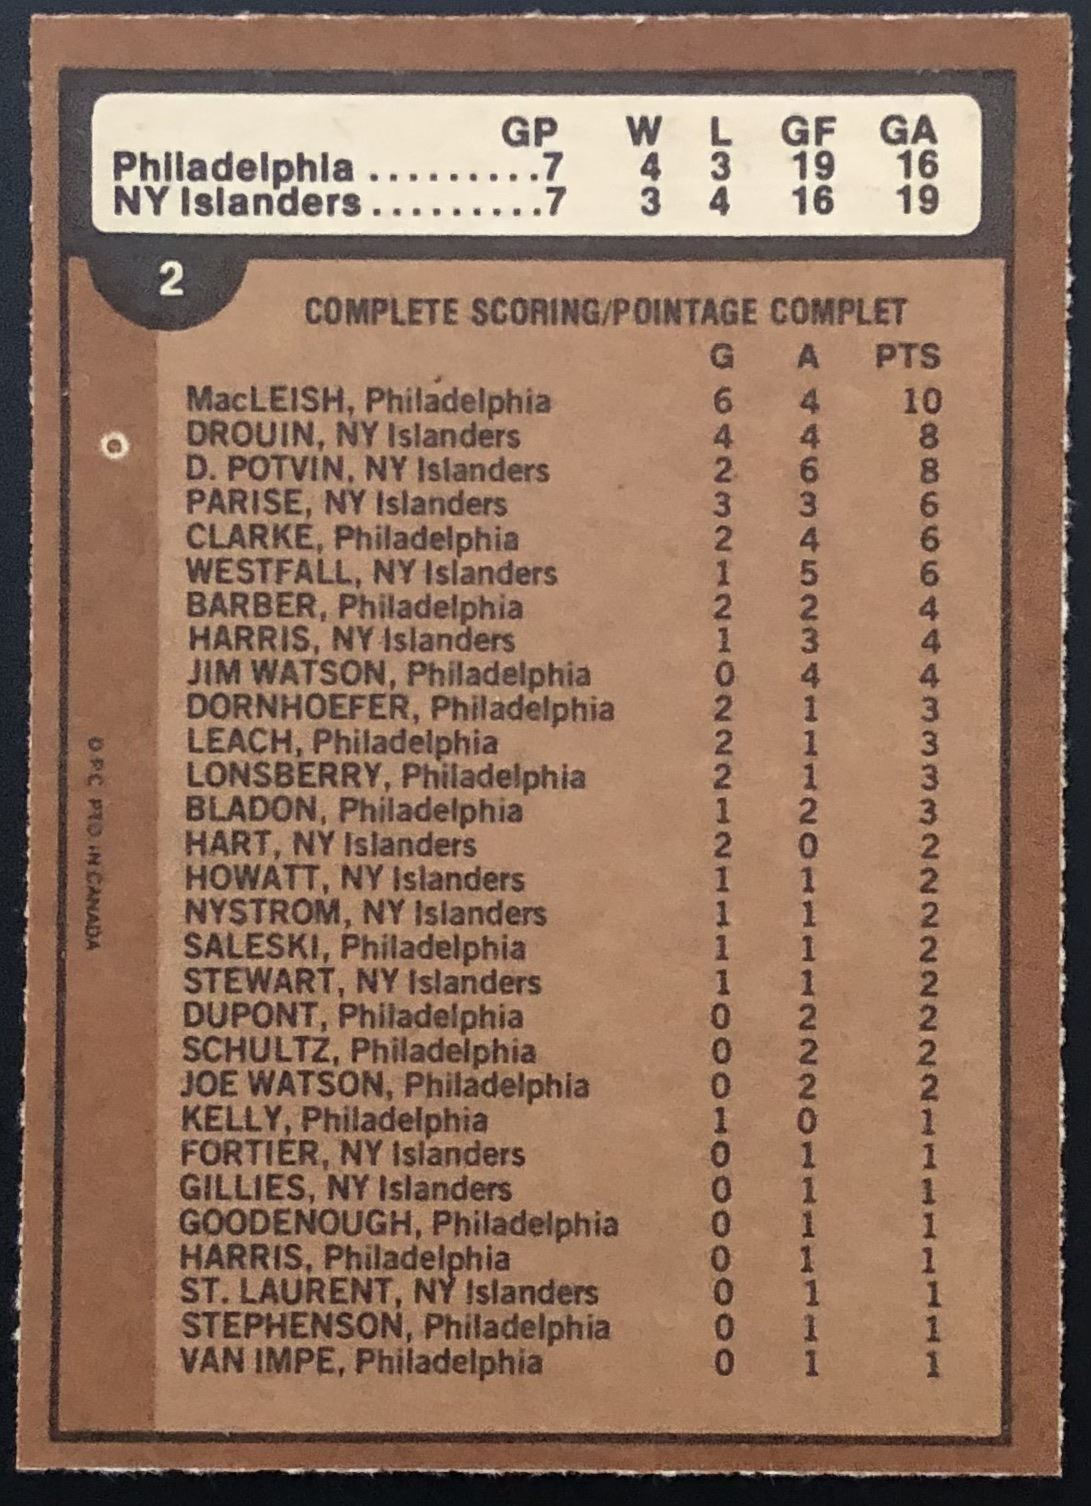 GP W L GF GA
Philadelphia .........7 4 3 19 16
NY Islanders..........7 3 4 16 19
2
COMPLETE SCORING/POINTAGE COMPLET
G A PTS
MacLEISH, Philadelphia 6 4 10
DROUIN, NY Islanders 4 4 8
D. POTVIN, NY Islanders 2 6 8
PARISE, NY Islanders 3 3 6
CLARKE, Philadelphia 2 4 6
WESTFALL, NY Islanders 1 5 6
BARBER, Philadelphia 2 2 4
HARRIS, NY Islanders 1 3 4
JIM WATSON, Philadelphia 0 4 4
DORNHOEFER, Philadelphia 2 1 3
LEACH, Philadelphia 2 1 3
LONSBERRY, Philadelphia 2 1 3
BLADON, Philadelphia 1 2 3
HART, NY Islanders 2 0 2
HOWATT, NY Islanders 1 1 2
NYSTROM, NY Islanders 1 1 2
SALESKI, Philadelphia 1 1 2
STEWART, NY Islanders 1 1 2
DUPONT, Philadelphia 0 2 2
SCHULTZ, Philadelphia 0 2 2
JOE WATSON, Philadelphia 0 2 2
KELLY, Philadelphia 1 0 1
FORTIER, NY Islanders 0 1 1
GILLIES, NY Islanders 0 1 1
GOODENOUGH, Philadelphia 0 1 1
HARRIS, Philadelphia 0 1 1
ST. LAURENT, NY Islanders 0 1 1
STEPHENSON, Philadelphia 0 1 1
VAN IMPE, Philadelphia 0 1 1
O.P.C. PTD. IN CANADA